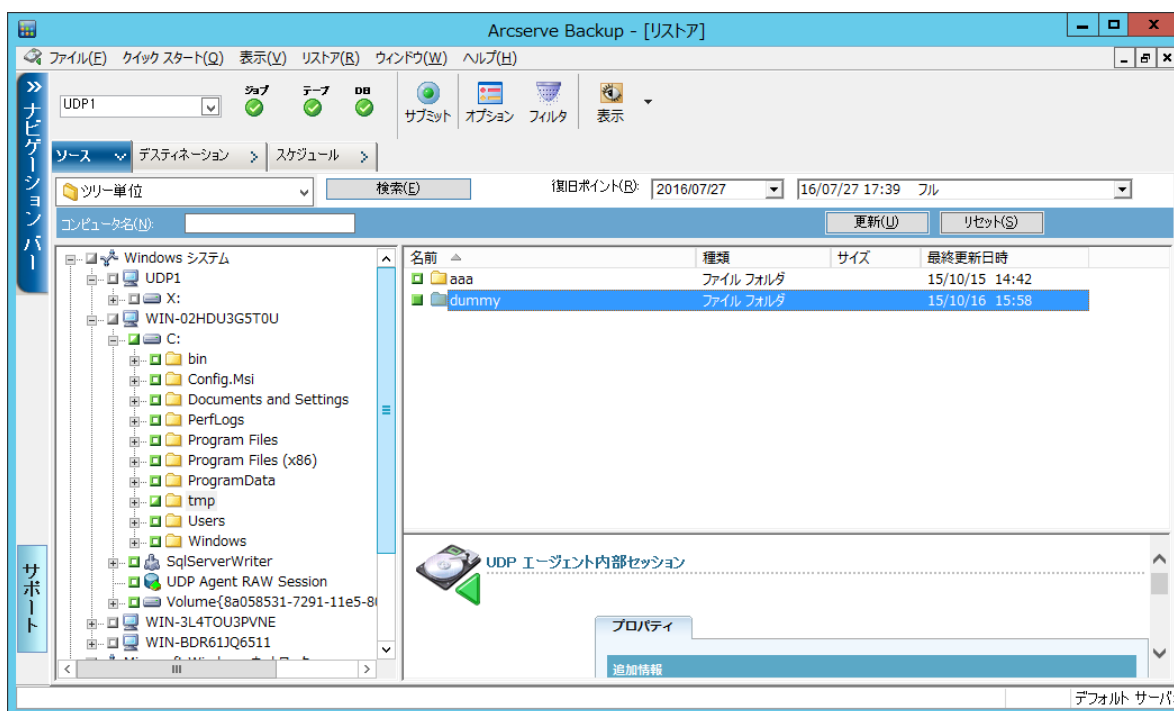 Arcserve Backup - [リストア]
ファイル(F) クイック スタート(Q) 表示(V) リストア(R) ウィンドウ(W) ヘルプ(H)
ナビゲーション バー
UDP1
ジョブ テープ DB
サブミット オプション フィルタ 表示
ソース デスティネーション スケジュール
ツリー単位 検索(E) 復旧ポイント(R): 2016/07/27 16/07/27 17:39 フル
コンピュータ名(N): 更新(U) リセット(S)
Windows システム
UDP1
X:
WIN-02HDU3G5T0U
C:
bin
Config.Msi
Documents and Settings
PerfLogs
Program Files
Program Files (x86)
ProgramData
tmp
Users
Windows
SqlServerWriter
UDP Agent RAW Session
Volume{8a058531-7291-11e5-8
WIN-3L4TOU3PVNE
WIN-BDR61JQ6511
名前 種類 サイズ 最終更新日時
aaa ファイル フォルダ 15/10/15 14:42
dummy ファイル フォルダ 15/10/16 15:58
UDP エージェント内部セッション
プロパティ
追加情報
サポート
デフォルト サーバ